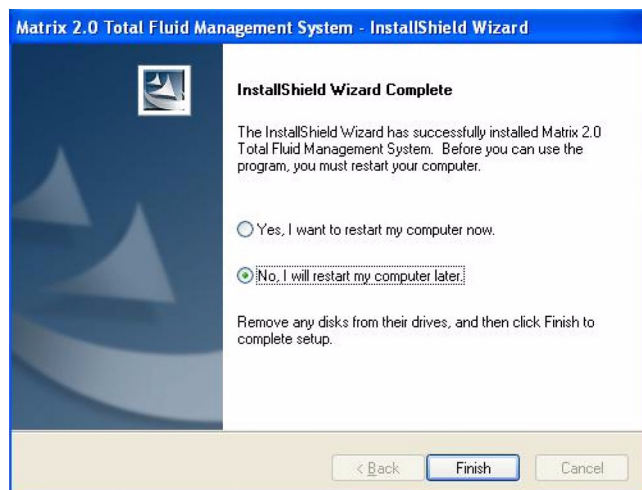 Matrix 2.0 Total Fluid Management System - InstallShield Wizard
InstallShield Wizard Complete
The InstallShield Wizard has successfully installed Matrix 2.0
Total Fluid Management System. Before you can use the
program, you must restart your computer.
Yes, I want to restart my computer now.
No, I will restart my computer later.
Remove any disks from their drives, and then click Finish to
complete setup.
< Back Finish Cancel